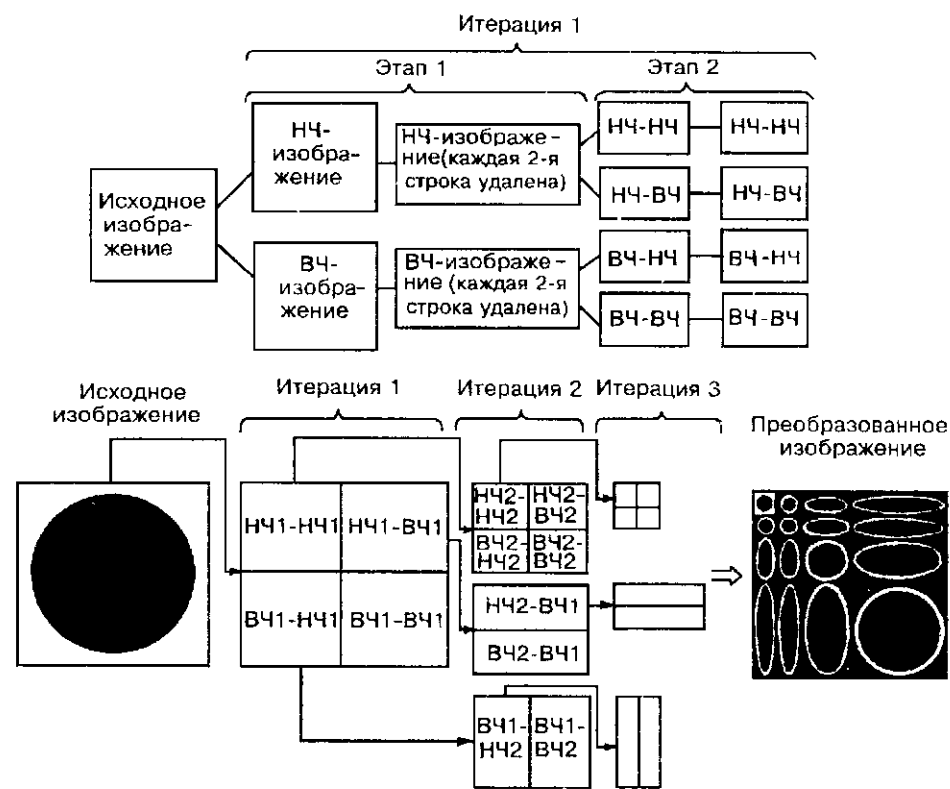 Итерация 1
Этап 1
Этап 2
НЧ-
изобра-
жение
НЧ-изображе-
ние(каждая 2-я
строка удалена)
НЧ-НЧ
НЧ-НЧ
НЧ-ВЧ
НЧ-ВЧ
Исходное
изобра-
жение
ВЧ-
изобра-
жение
ВЧ-изображе-
ние (каждая 2-я
строка удалена)
ВЧ-НЧ
ВЧ-НЧ
ВЧ-ВЧ
ВЧ-ВЧ
Исходное
изображение
Итерация 1
Итерация 2
Итерация 3
Преобразованное
изображение
НЧ1-НЧ1
НЧ1-ВЧ1
ВЧ1-НЧ1
ВЧ1-ВЧ1
НЧ2-
НЧ2
НЧ2-
ВЧ2
ВЧ2-
НЧ2
ВЧ2-
ВЧ2
НЧ2-ВЧ1
ВЧ2-ВЧ1
ВЧ1-
НЧ2
ВЧ1-
ВЧ2